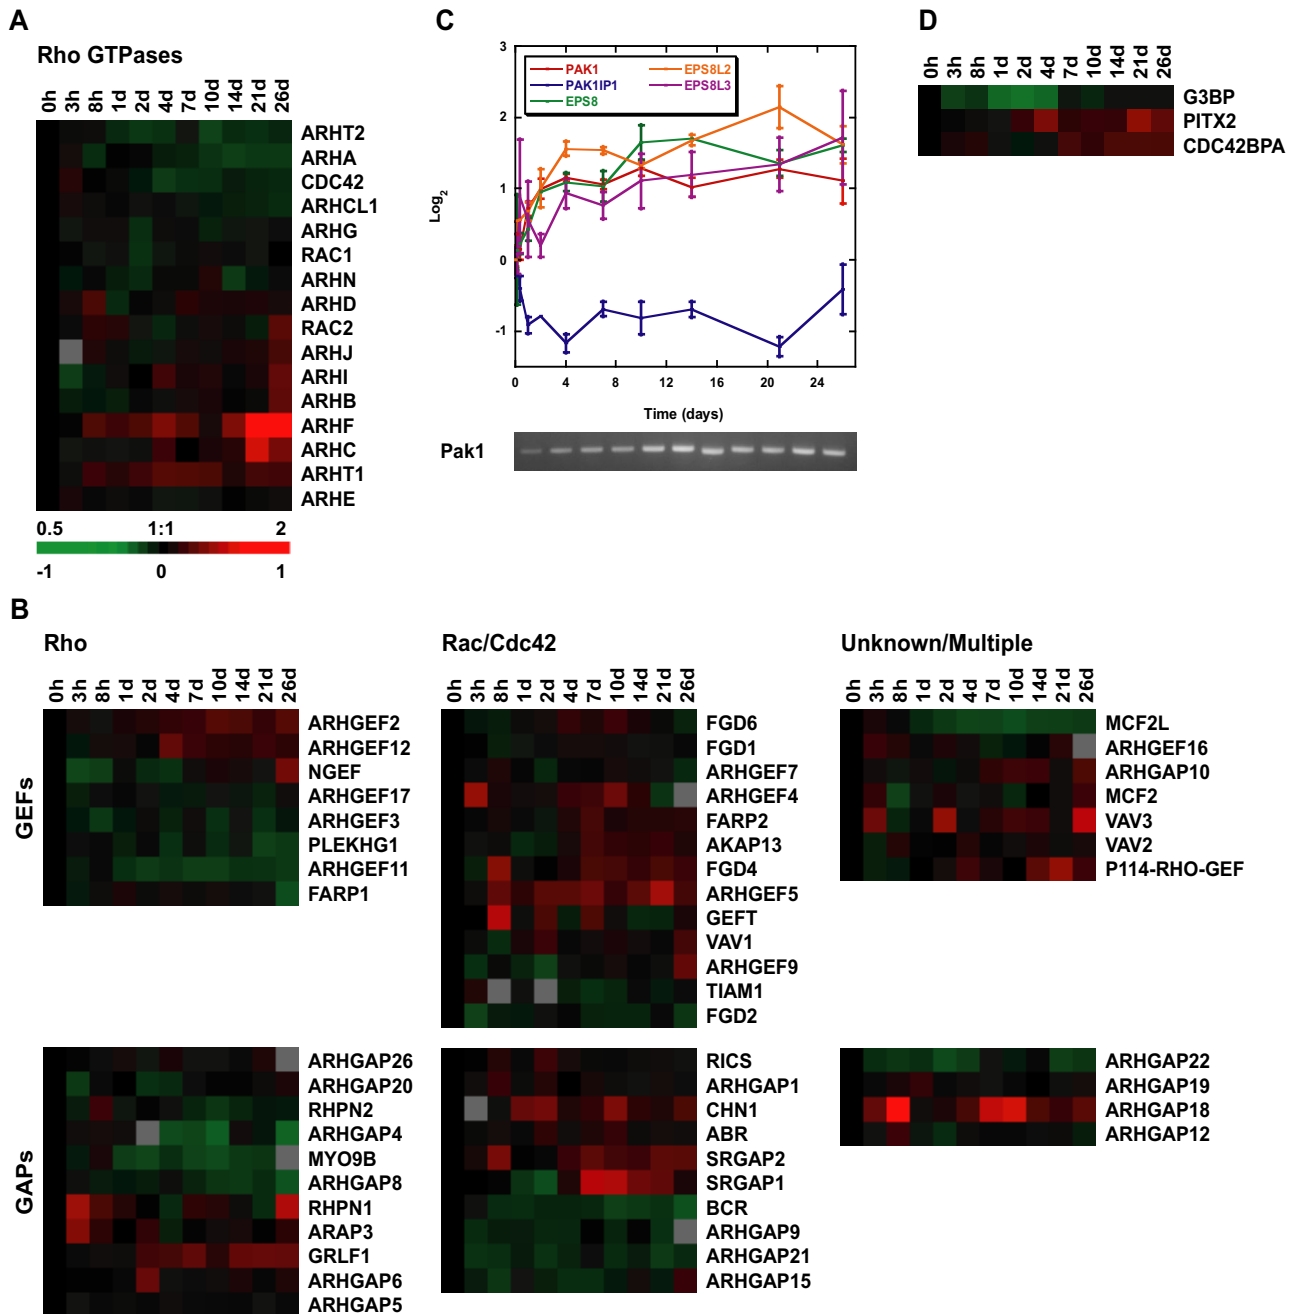 A
Rho GTPases
0h 3h 8h 1d 2d 4d 7d 10d 14d 21d 26d
ARHT2
ARHA
CDC42
ARHCL1
ARHG
RAC1
ARHN
ARHD
RAC2
ARHJ
ARHI
ARHB
ARHF
ARHC
ARHT1
ARHE
0.5 1:1 2
-1 0 1
C
3
2
1
0
-1
Log2
PAK1 EPS8L2
PAK1IP1 EPS8L3
EPS8
0 4 8 12 16 20 24
Time (days)
Pak1
D
0h 3h 8h 1d 2d 4d 7d 10d 14d 21d 26d
G3BP
PITX2
CDC42BPA
B
Rho
0h 3h 8h 1d 2d 4d 7d 10d 14d 21d 26d
GEFs
ARHGEF2
ARHGEF12
NGEF
ARHGEF17
ARHGEF3
PLEKHG1
ARHGEF11
FARP1
Rac/Cdc42
0h 3h 8h 1d 2d 4d 7d 10d 14d 21d 26d
FGD6
FGD1
ARHGEF7
ARHGEF4
FARP2
AKAP13
FGD4
ARHGEF5
GEFT
VAV1
ARHGEF9
TIAM1
FGD2
Unknown/Multiple
0h 3h 8h 1d 2d 4d 7d 10d 14d 21d 26d
MCF2L
ARHGEF16
ARHGAP10
MCF2
VAV3
VAV2
P114-RHO-GEF
GAPs
ARHGAP26
ARHGAP20
RHPN2
ARHGAP4
MYO9B
ARHGAP8
RHPN1
ARAP3
GRLF1
ARHGAP6
ARHGAP5
RICS
ARHGAP1
CHN1
ABR
SRGAP2
SRGAP1
BCR
ARHGAP9
ARHGAP21
ARHGAP15
ARHGAP22
ARHGAP19
ARHGAP18
ARHGAP12